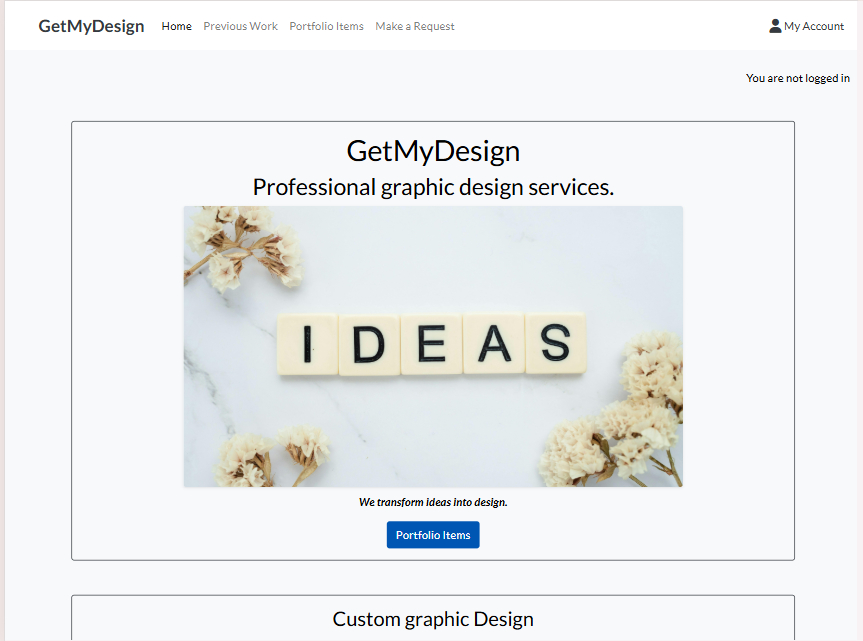 GetMyDesign Home Previous Work Portfolio Items Make a Request My Account
You are not logged in
GetMyDesign
Professional graphic design services.
IDEAS
We transform ideas into design.
Portfolio Items
Custom graphic Design